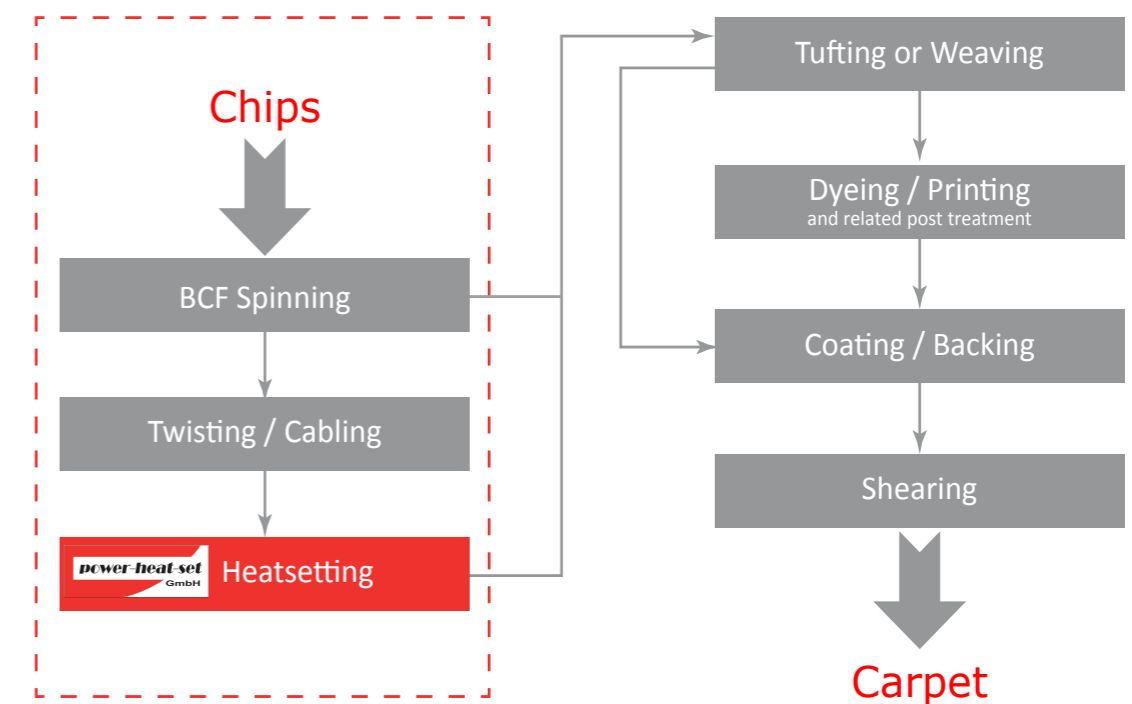 Chips
BCF Spinning
Twisting / Cabling
power-heat-set
GmbH
Heatsetting
Tufting or Weaving
Dyeing / Printing
and related post treatment
Coating / Backing
Shearing
Carpet